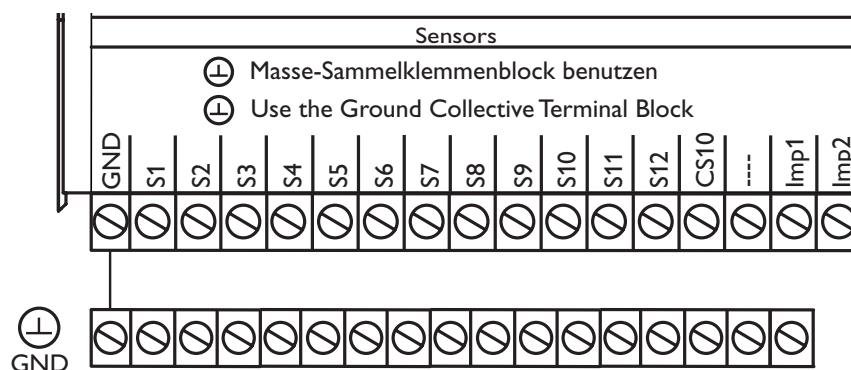 Sensors
Masse-Sammelklemmenblock benutzen
Use the Ground Collective Terminal Block
GND S1 S2 S3 S4 S5 S6 S7 S8 S9 S10 S11 S12 CS10 ---- Imp1 Imp2
GND